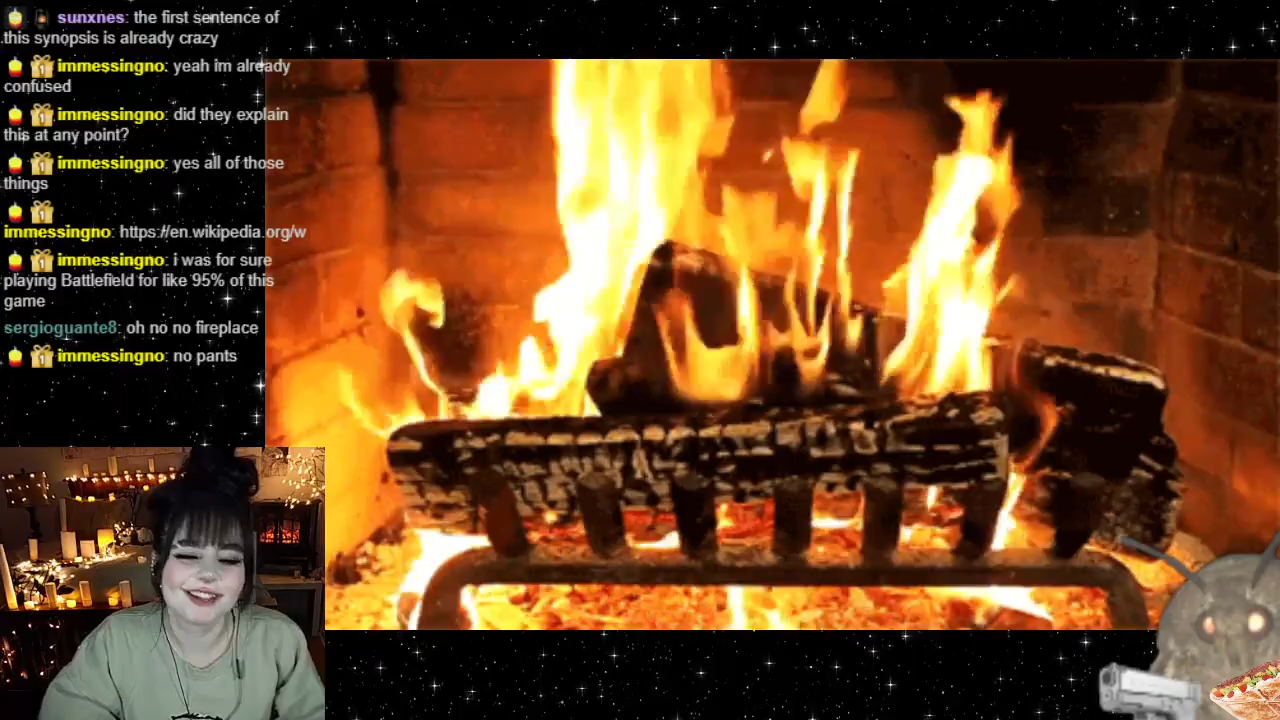 sunxnes: the first sentence of
this synopsis is already crazy
immessingno: yeah im already
confused
immessingno: did they explain
this at any point?
immessingno: yes all of those
things
immessingno: https://en.wikipedia.org/w
immessingno: i was for sure
playing Battlefield for like 95% of this
game
sergioguante8: oh no no fireplace
immessingno: no pants